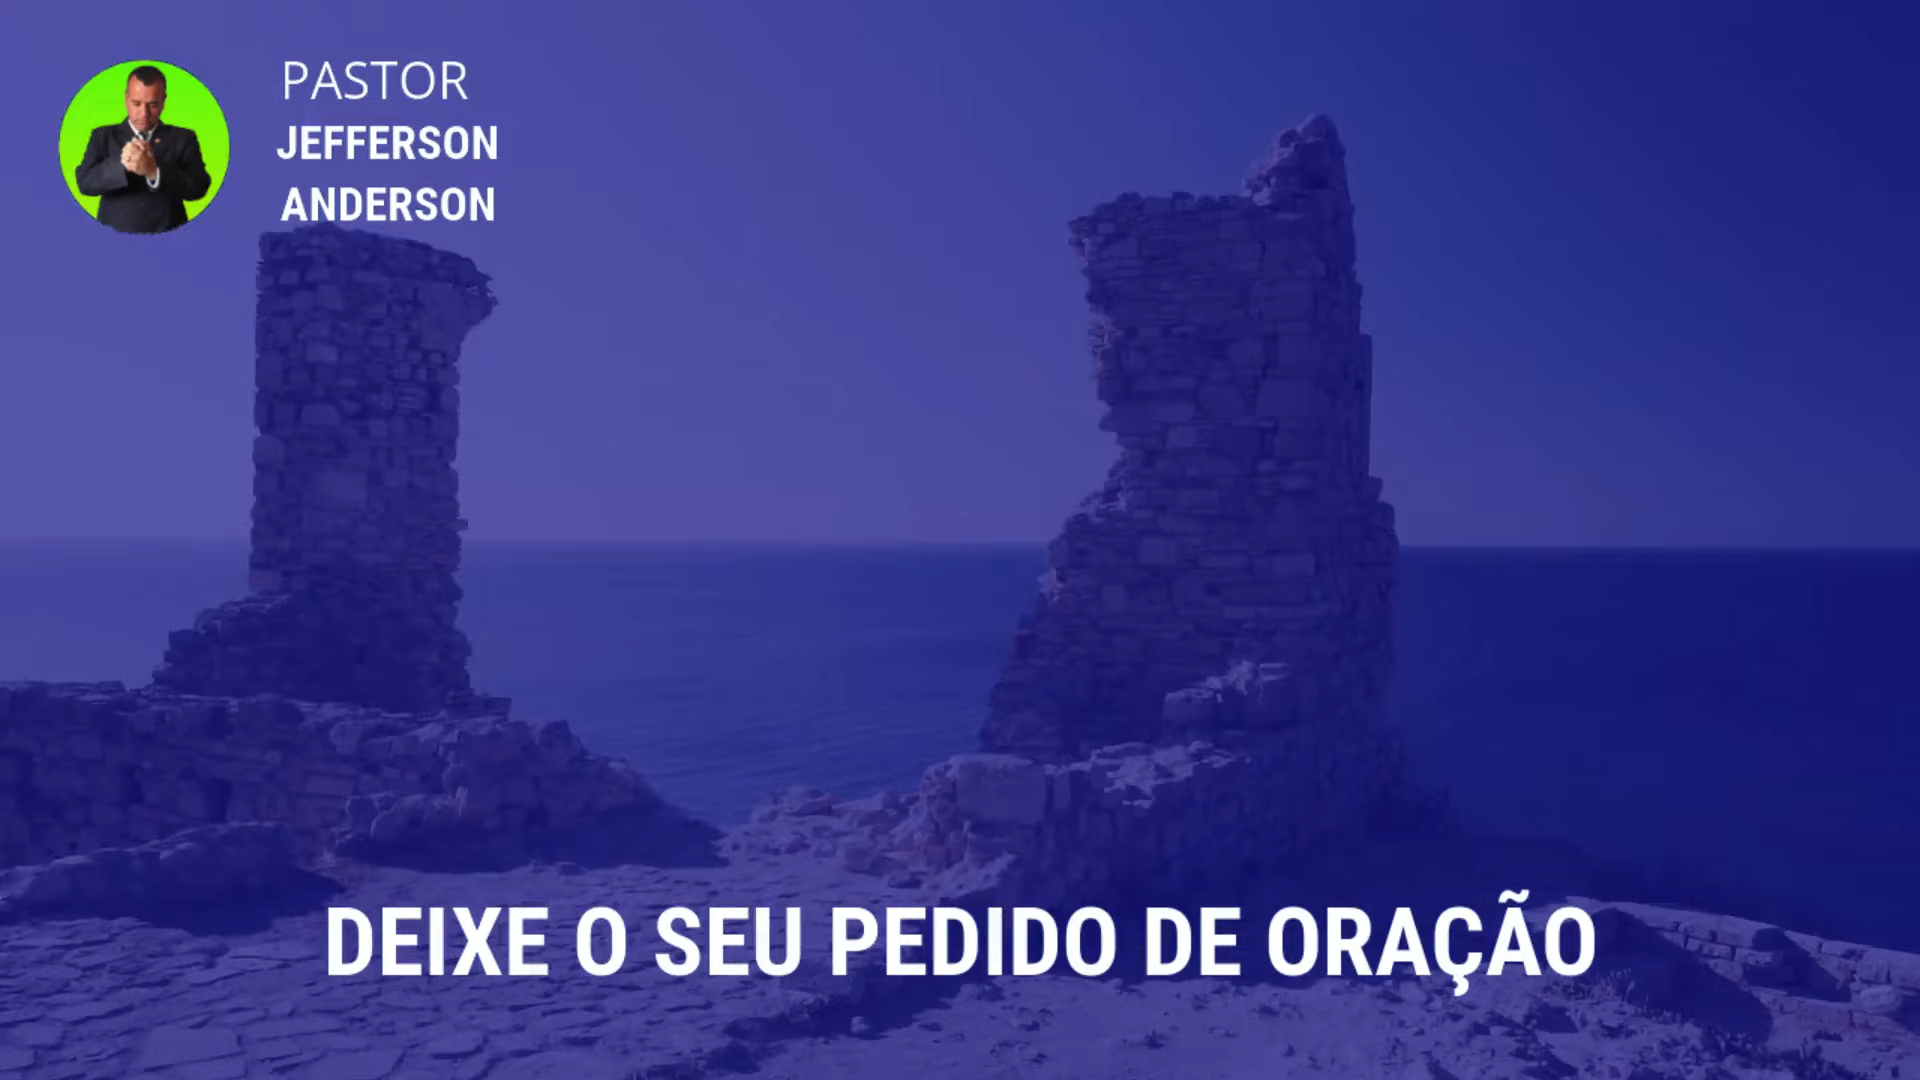 PASTOR
JEFFERSON
ANDERSON
DEIXE O SEU PEDIDO DE ORAÇÃO